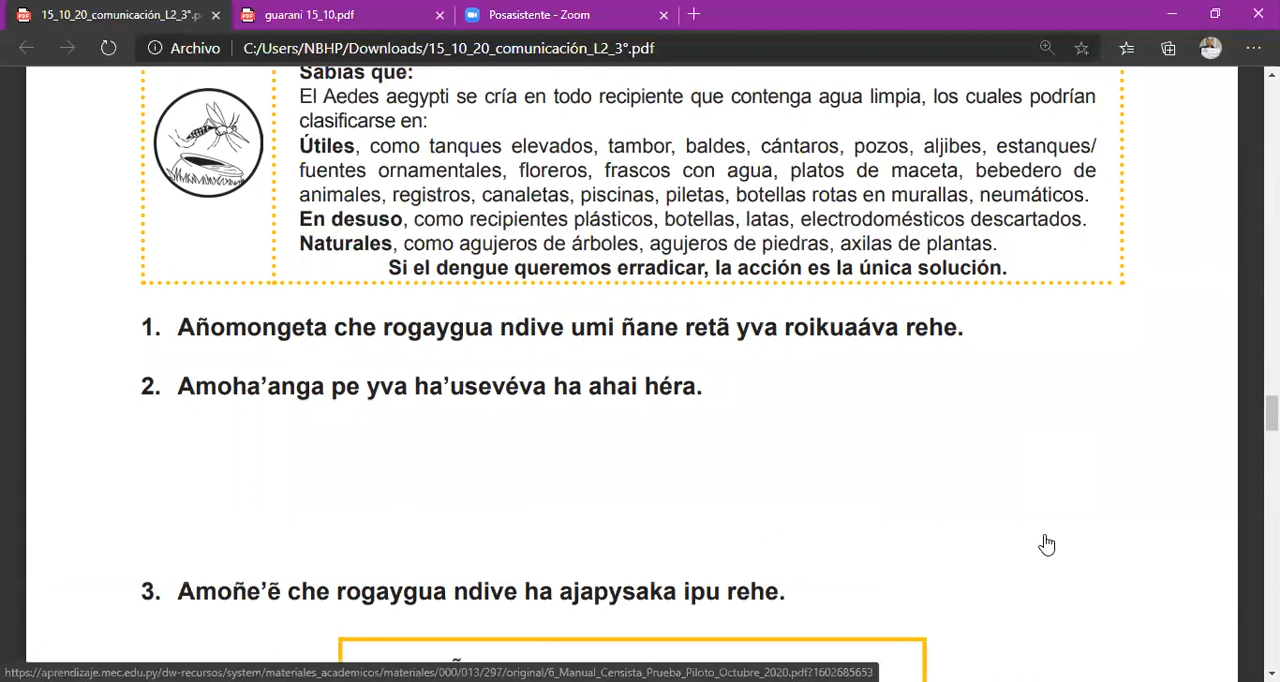 15_10_20_comunicación_L2_3°.p
guarani 15_10.pdf
Posasistente - Zoom
Archivo
C:/Users/NBHP/Downloads/15_10_20_comunicación_L2_3°.pdf
Sabías que:
El Aedes aegypti se cría en todo recipiente que contenga agua limpia, los cuales podrían
clasificarse en:
Útiles, como tanques elevados, tambor, baldes, cántaros, pozos, aljibes, estanques/
fuentes ornamentales, floreros, frascos con agua, platos de maceta, bebedero de
animales, registros, canaletas, piscinas, piletas, botellas rotas en murallas, neumáticos.
En desuso, como recipientes plásticos, botellas, latas, electrodomésticos descartados.
Naturales, como agujeros de árboles, agujeros de piedras, axilas de plantas.
Si el dengue queremos erradicar, la acción es la única solución.
1. Añomongeta che rogaygua ndive umi ñane retã yva roikuaáva rehe.
2. Amoha'anga pe yva ha'usevéva ha ahai héra.
3. Amoñe'ẽ che rogaygua ndive ha ajapysaka ipu rehe.
https://aprendizaje.mec.edu.py/dw-recursos/system/materiales_academicos/materiales/000/013/297/original/6_Manual_Censista_Prueba_Piloto_Octubre_2020.pdf?1602685653